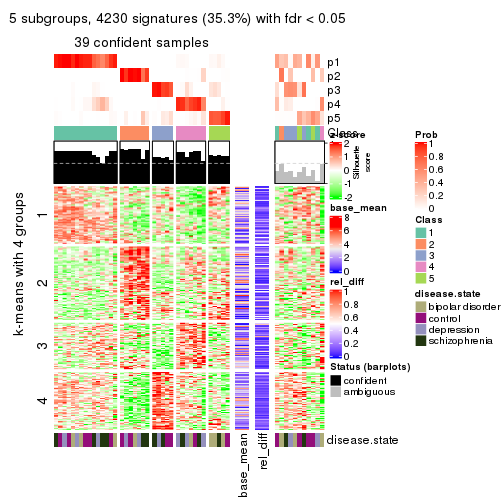 5 subgroups, 4230 signatures (35.3%) with fdr < 0.05
39 confident samples
p1
p2
p3
p4
p5
Class
Silhouette
score
k-means with 4 groups
1
2
3
4
base_mean
rel_diff
disease.state
z-score
2
1
0
-1
-2
base_mean
8
6
4
2
0
rel_diff
1
0.8
0.6
0.4
0.2
0
Status (barplots)
confident
ambiguous
Prob
1
0.8
0.6
0.4
0.2
0
Class
1
2
3
4
5
disease.state
bipolar disorder
control
depression
schizophrenia